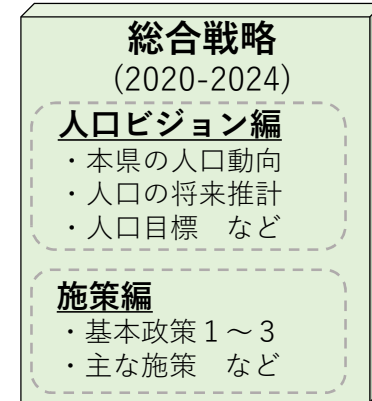 総合戦略
(2020-2024)
人口ビジョン編
・本県の人口動向
・人口の将来推計
・人口目標　など
施策編
・基本政策１～３
・主な施策　など